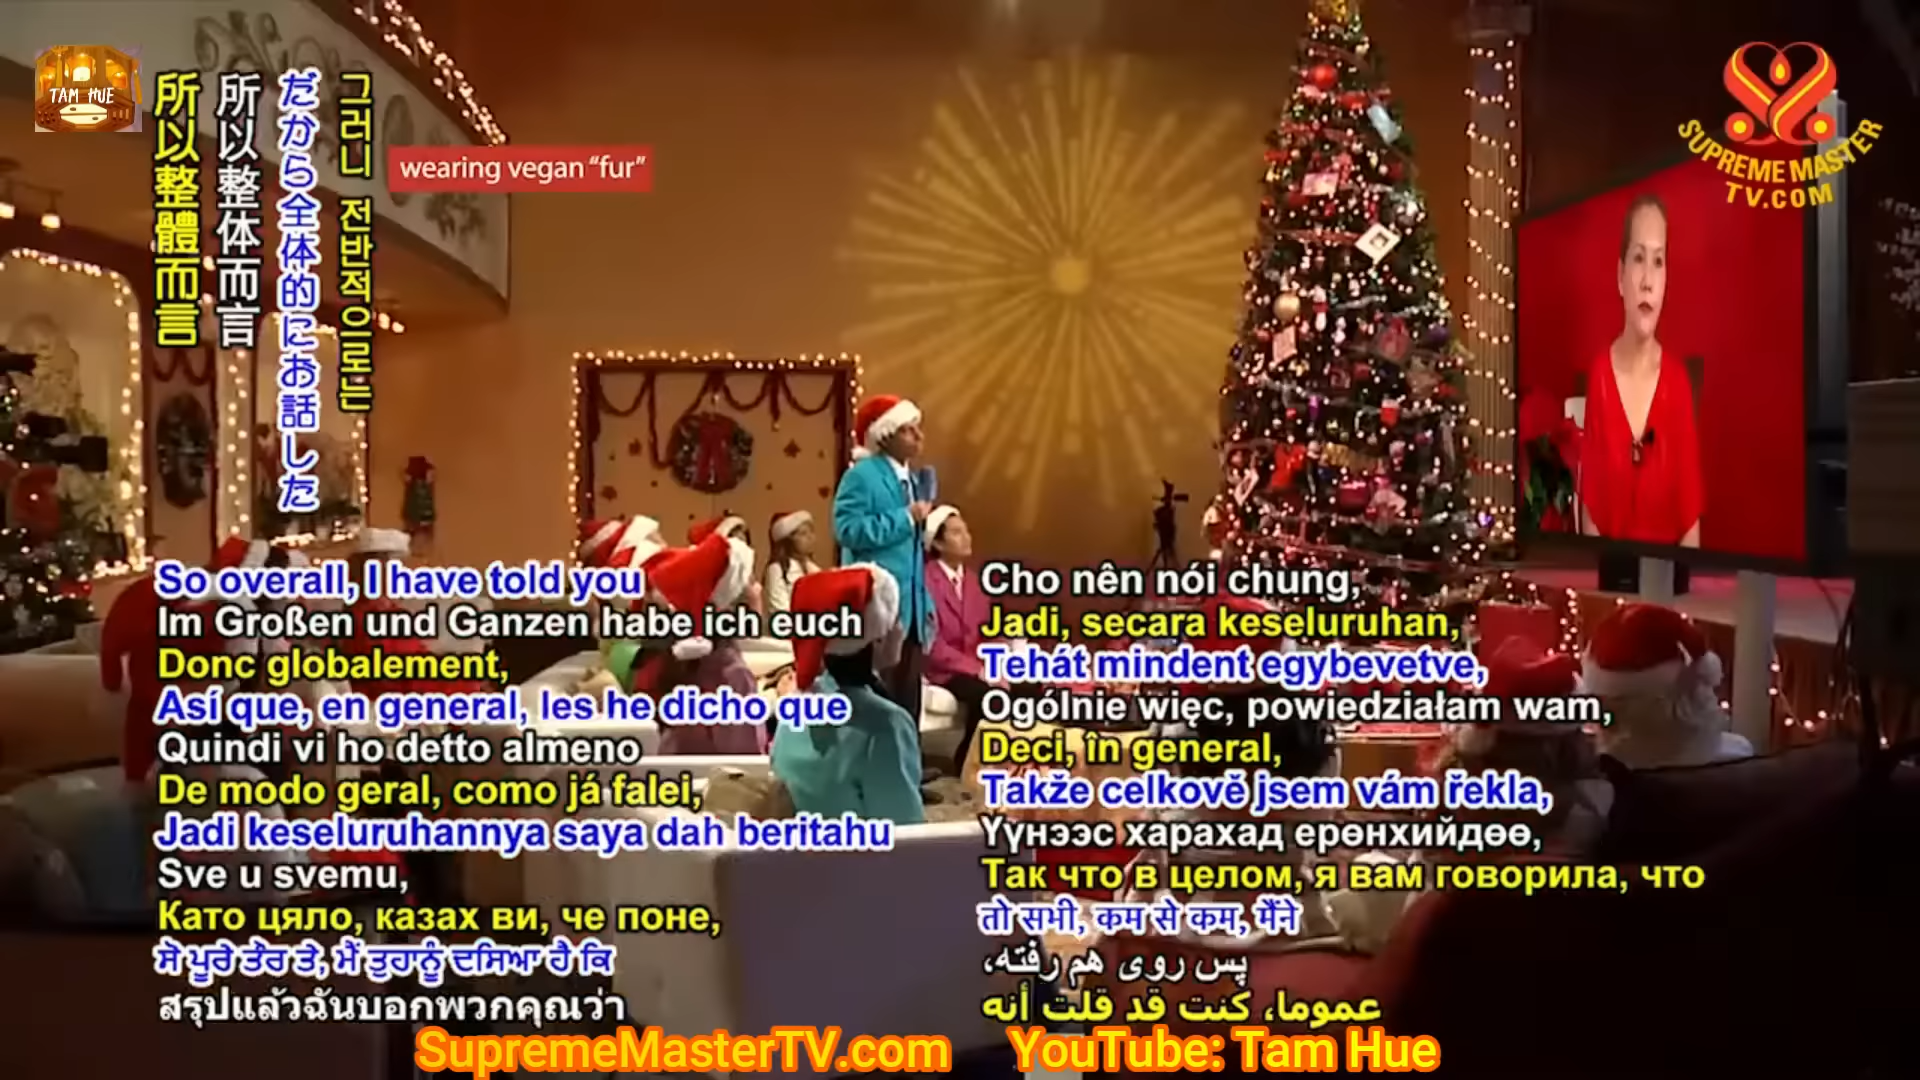 TAM HUE
所以整體而言
所以整体而言
だから全体的にお話した
그러니 전반적으로는
wearing vegan “fur”
SUPREME MASTER
TV.COM
So overall, I have told you
Im Großen und Ganzen habe ich euch
Donc globalement,
Así que, en general, les he dicho que
Quindi vi ho detto almeno
De modo geral, como já falei,
Jadi keseluruhannya saya dah beritahu
Sve u svemu,
Като цяло, казах ви, че поне,
ਸੋ ਪੂਰੇ ਤੌਰ ਤੇ, ਮੈਂ ਤੁਹਾਨੂੰ ਦਸਿਆ ਹੈ ਕਿ
สรุปแล้วฉันบอกพวกคุณว่า
Cho nên nói chung,
Jadi, secara keseluruhan,
Tehát mindent egybevetve,
Ogólnie więc, powiedziałam wam,
Deci, în general,
Takže celkově jsem vám řekla,
Үүнээс харахад ерөнхийдөө,
Так что в целом, я вам говорила, что
तो सभी, कम से कम, मैंने
پس روی هم رفته،
عموما، كنت قد قلت أنه
SupremeMasterTV.com YouTube: Tam Hue